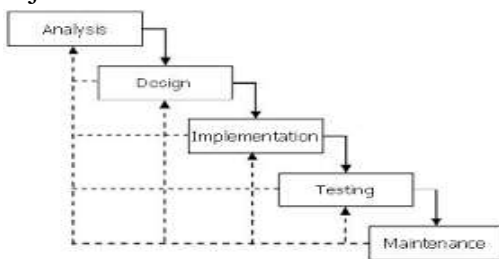 Analysis
Design
Implementation
Testing
Maintenance